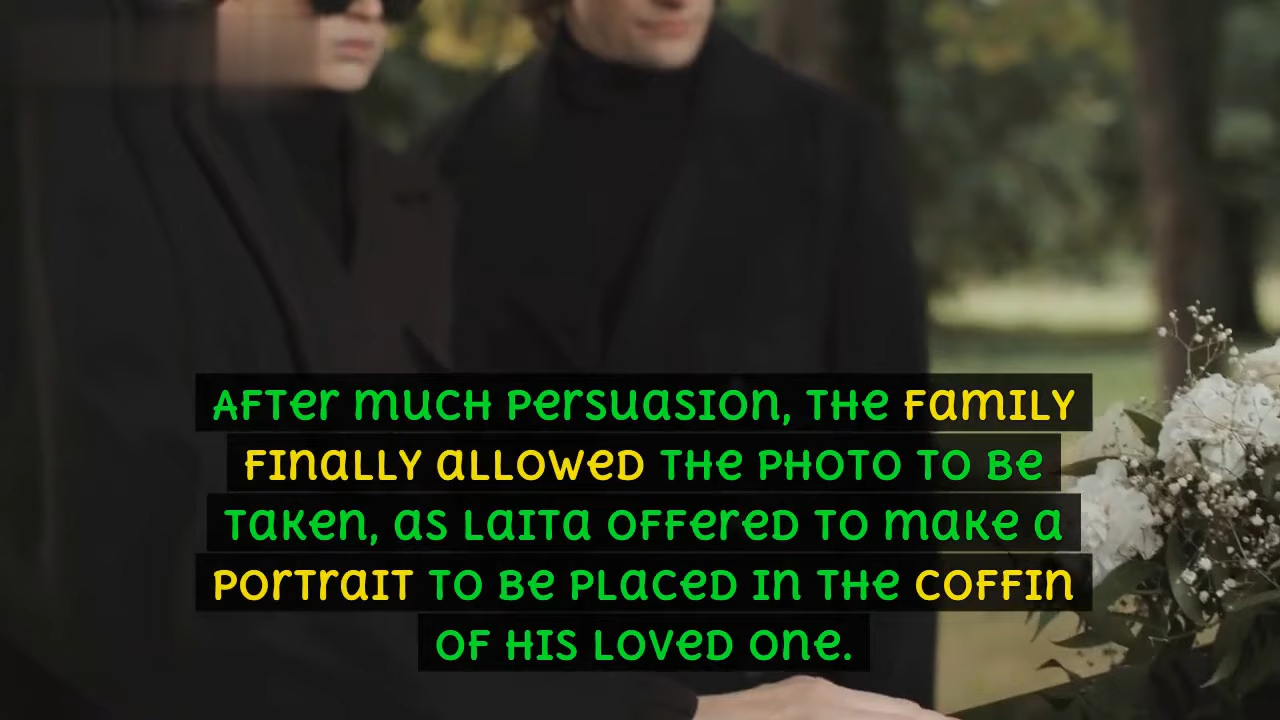 After much persuasion, the family
finally allowed the photo to be
taken, as Laita offered to make a
portrait to be placed in the coffin
of his loved one.